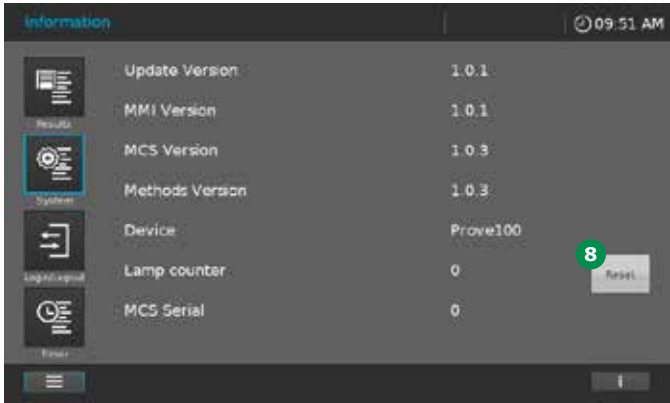 Information
09:51 AM
Results
Update Version 1.0.1
MMI Version 1.0.1
System
MCS Version 1.0.3
Methods Version 1.0.3
Login/Logout
Device Prove100
Lamp counter 0
8
Reset
Timer
MCS Serial 0
i